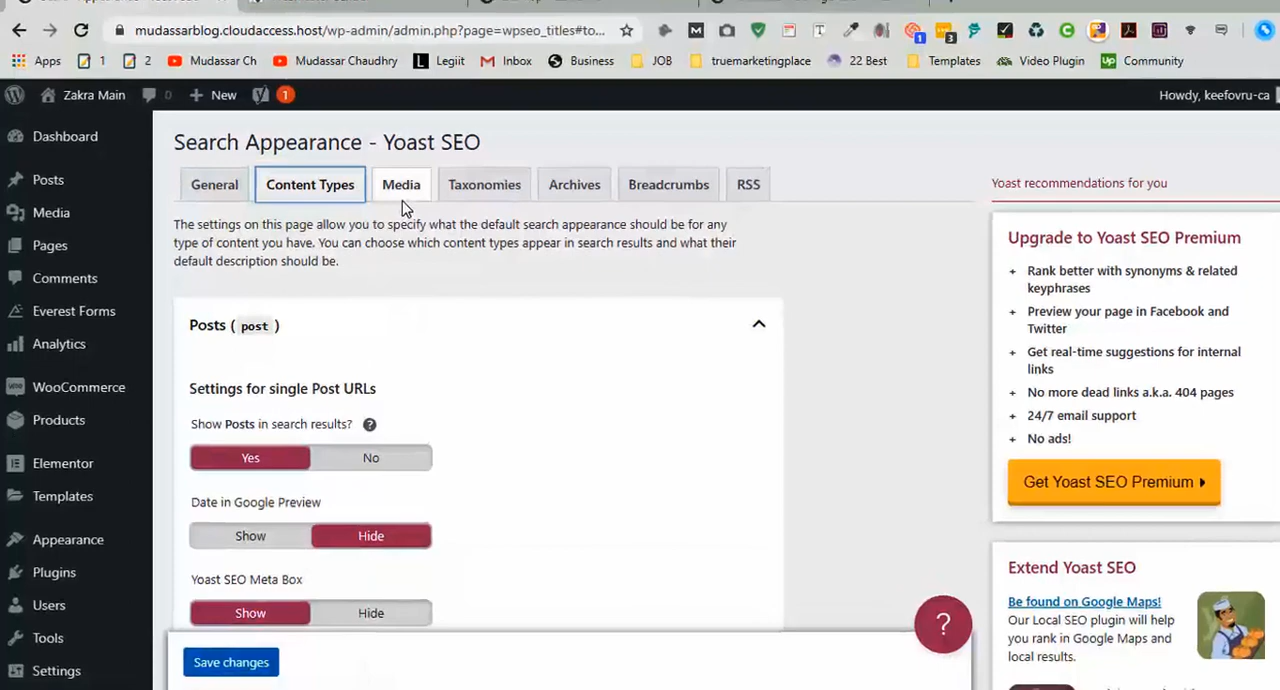 mudassarblog.clondaccess.host/wp-admin/admin.php?page=wpseo_titles#to...
Apps 1 2 Mudassar Ch Mudassar Chaudhry Legiit Inbox Business JOB truemarketingplace 22 Best Templates Video Plugin Community
Zakra Main 0 New 1 Howdy, keefovru-ca
Dashboard
Posts
Media
Pages
Comments
Everest Forms
Analytics
WooCommerce
Products
Elementor
Templates
Appearance
Plugins
Users
Tools
Settings
Search Appearance - Yoast SEO
General Content Types Media Taxonomies Archives Breadcrumbs RSS
The settings on this page allow you to specify what the default search appearance should be for any
type of content you have. You can choose which content types appear in search results and what their
default description should be.
Posts ( post )
Settings for single Post URLs
Show Posts in search results? ?
Yes No
Date in Google Preview
Show Hide
Yoast SEO Meta Box
Show Hide
Save changes
?
Yoast recommendations for you
Upgrade to Yoast SEO Premium
+ Rank better with synonyms & related
keyphrases
+ Preview your page in Facebook and
Twitter
+ Get real-time suggestions for internal
links
+ No more dead links a.k.a. 404 pages
+ 24/7 email support
+ No ads!
Get Yoast SEO Premium
Extend Yoast SEO
Be found on Google Maps!
Our Local SEO plugin will help
you rank in Google Maps and
local results.